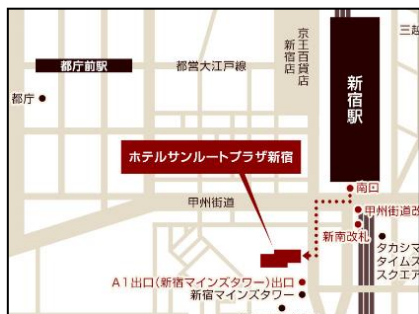 三越
京王百貨店
新宿店
都庁前駅
都営大江戸線
新宿駅
都庁
ホテルサンルートプラザ新宿
南口
甲州街道
甲州街道改
新南改札
タカシマ
タイムズ
スクエア
A1出口(新宿マインズタワー)出口
新宿マインズタワー